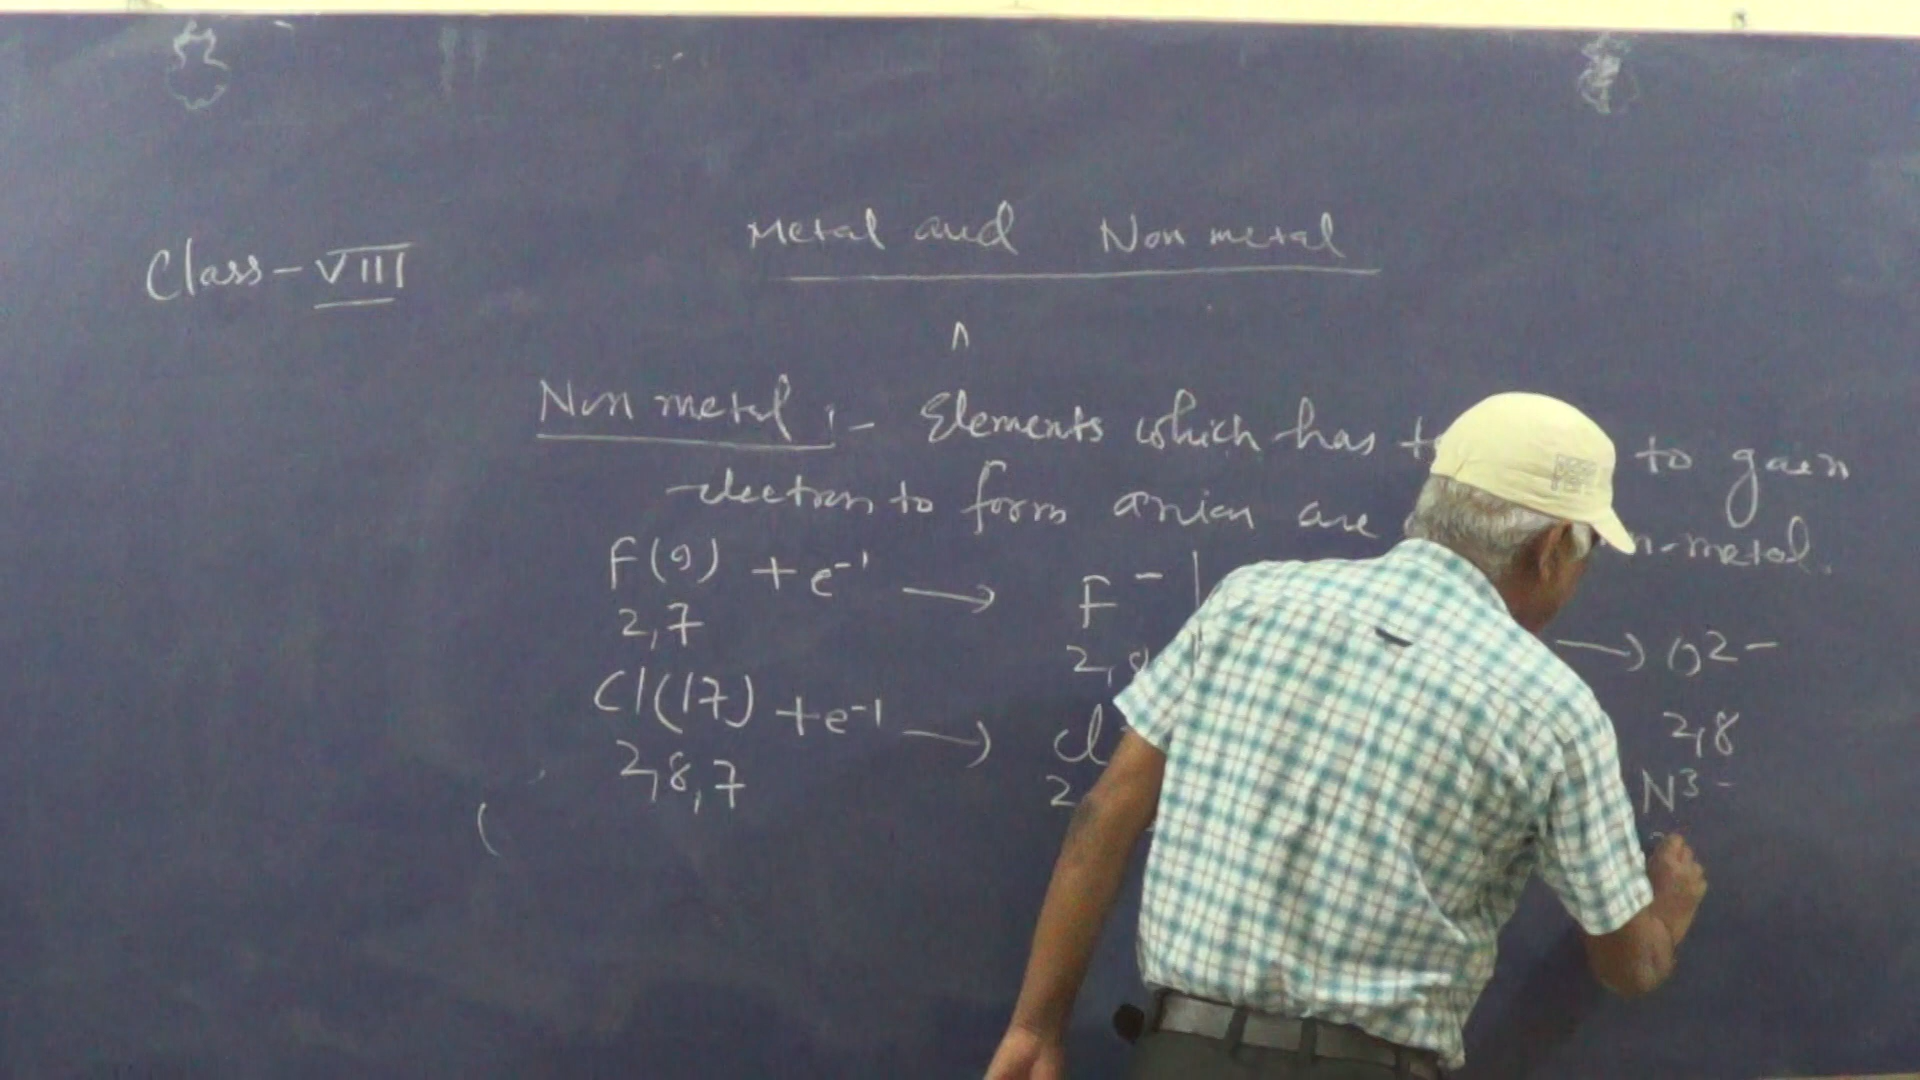 Metal and Non metal
Class - VIII
Non metal :- Elements which has to gain
electron to form anion are n-metal.
F(9) + e⁻¹ → F⁻
2,7 2,8
Cl(17) + e⁻¹ → Cl
2,8,7 2
→ O2-
2,8
N3-